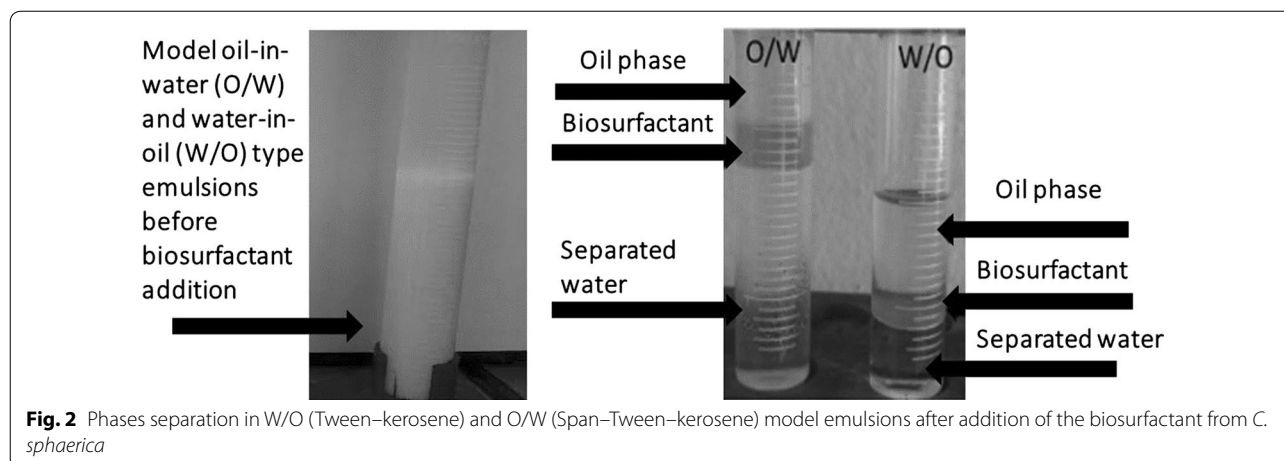 Model oil-in-
water (O/W)
and water-in-
oil (W/O) type
emulsions
before
biosurfactant
addition
Oil phase
Biosurfactant
Separated
water
O/W
W/O
Oil phase
Biosurfactant
Separated water
Fig. 2 Phases separation in W/O (Tween–kerosene) and O/W (Span–Tween–kerosene) model emulsions after addition of the biosurfactant from C.
sphaerica